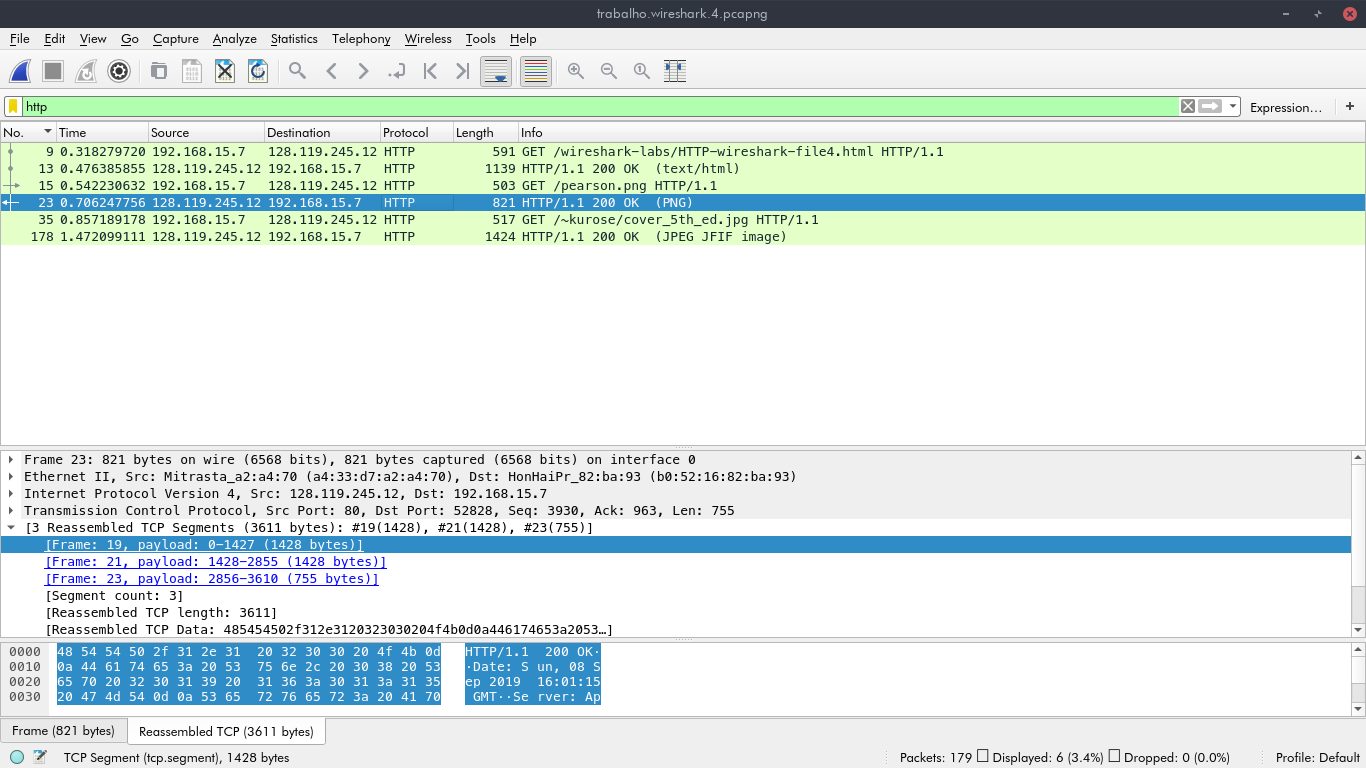 trabalho.wireshark.4.pcapng
File Edit View Go Capture Analyze Statistics Telephony Wireless Tools Help
http Expression… +
No. Time Source Destination Protocol Length Info
9 0.318279720 192.168.15.7 128.119.245.12 HTTP 591 GET /wireshark-labs/HTTP-wireshark-file4.html HTTP/1.1
13 0.476385855 128.119.245.12 192.168.15.7 HTTP 1139 HTTP/1.1 200 OK (text/html)
15 0.542230632 192.168.15.7 128.119.245.12 HTTP 503 GET /pearson.png HTTP/1.1
23 0.706247756 128.119.245.12 192.168.15.7 HTTP 821 HTTP/1.1 200 OK (PNG)
35 0.857189178 192.168.15.7 128.119.245.12 HTTP 517 GET /~kurose/cover_5th_ed.jpg HTTP/1.1
178 1.472099111 128.119.245.12 192.168.15.7 HTTP 1424 HTTP/1.1 200 OK (JPEG JFIF image)
Frame 23: 821 bytes on wire (6568 bits), 821 bytes captured (6568 bits) on interface 0
Ethernet II, Src: Mitrasta_a2:a4:70 (a4:33:d7:a2:a4:70), Dst: HonHaiPr_82:ba:93 (b0:52:16:82:ba:93)
Internet Protocol Version 4, Src: 128.119.245.12, Dst: 192.168.15.7
Transmission Control Protocol, Src Port: 80, Dst Port: 52828, Seq: 3930, Ack: 963, Len: 755
[3 Reassembled TCP Segments (3611 bytes): #19(1428), #21(1428), #23(755)]
[Frame: 19, payload: 0-1427 (1428 bytes)]
[Frame: 21, payload: 1428-2855 (1428 bytes)]
[Frame: 23, payload: 2856-3610 (755 bytes)]
[Segment count: 3]
[Reassembled TCP length: 3611]
[Reassembled TCP Data: 485454502f312e3120323030204f4b0d0a446174653a2053…]
0000 48 54 54 50 2f 31 2e 31 20 32 30 30 20 4f 4b 0d HTTP/1.1 200 OK·
0010 0a 44 61 74 65 3a 20 53 75 6e 2c 20 30 38 20 53 ·Date: S un, 08 S
0020 65 70 20 32 30 31 39 20 31 36 3a 30 31 3a 31 35 ep 2019 16:01:15
0030 20 47 4d 54 0d 0a 53 65 72 76 65 72 3a 20 41 70 GMT··Se rver: Ap
Frame (821 bytes) Reassembled TCP (3611 bytes)
TCP Segment (tcp.segment), 1428 bytes Packets: 179 Displayed: 6 (3.4%) Dropped: 0 (0.0%) Profile: Default